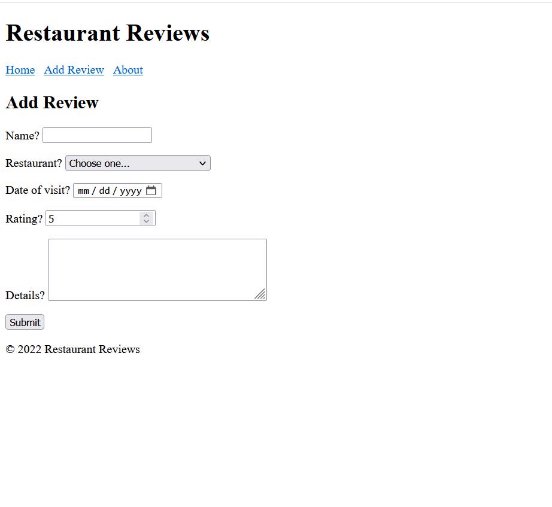 Restaurant Reviews
Home Add Review About
Add Review
Name?
Restaurant? Choose one...
Date of visit? mm / dd / yyyy
Rating? 5
Details?
Submit
© 2022 Restaurant Reviews